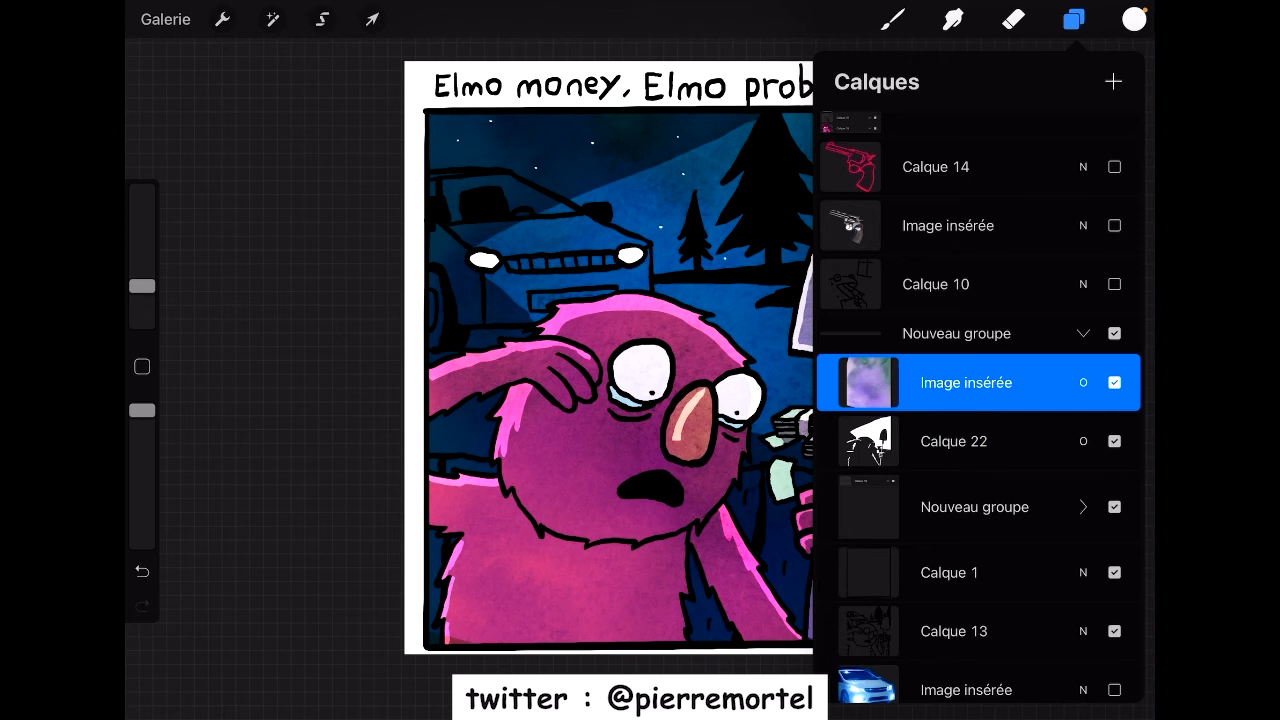 Galerie
Elmo money, Elmo prob
Calques
Calque 14 N
Image insérée N
Calque 10 N
Nouveau groupe
Image insérée O
Calque 22 O
Nouveau groupe
Calque 1 N
Calque 13 N
Image insérée N
twitter : @pierremortel